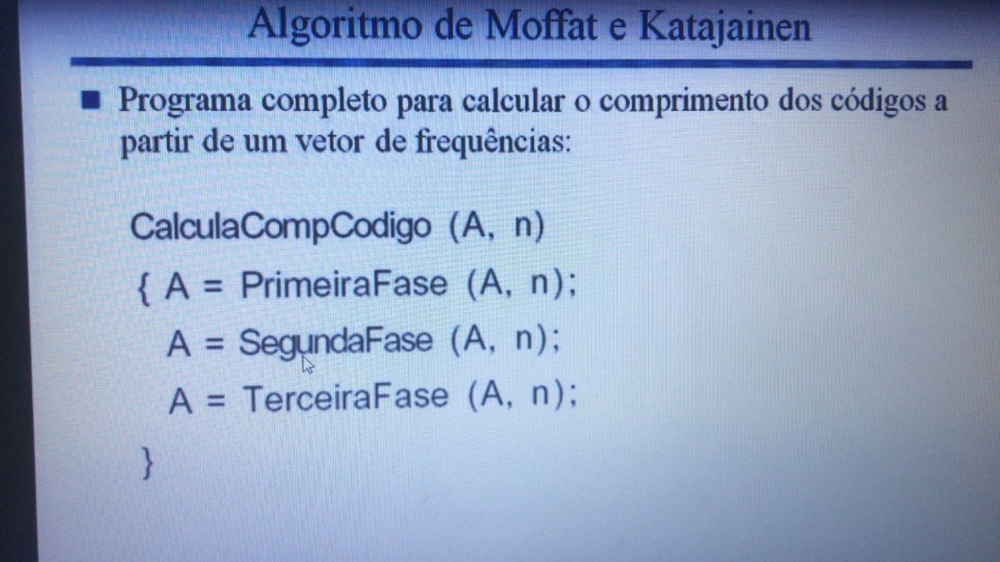 Algoritmo de Moffat e Katajainen
Programa completo para calcular o comprimento dos códigos a
partir de um vetor de frequências:
CalculaCompCodigo (A, n)
{ A = PrimeiraFase (A, n);
A = SegundaFase (A, n);
A = TerceiraFase (A, n);
}